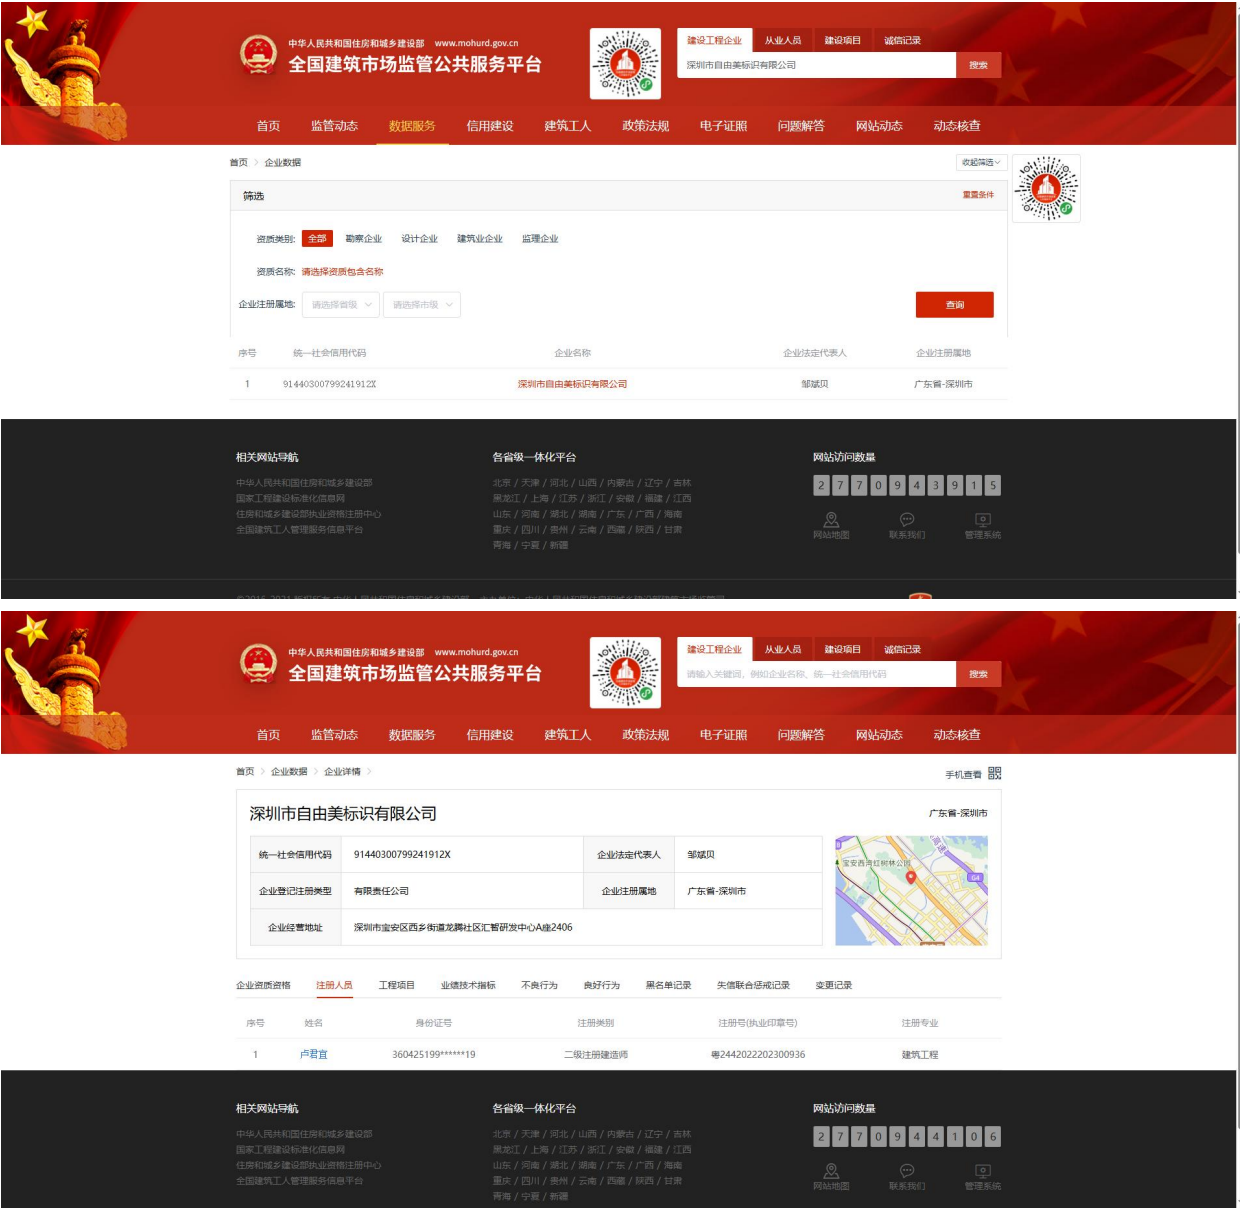 中华人民共和国住房和城乡建设部 www.mohurd.gov.cn
全国建筑市场监管公共服务平台
建设工程企业 从业人员 建设项目 诚信记录
深圳市自由美标识有限公司 搜索
首页 监管动态 数据服务 信用建设 建筑工人 政策法规 电子证照 问题解答 网站动态 动态核查
首页 > 企业数据 收起筛选
筛选 重置条件
资质类别: 全部 勘察企业 设计企业 建筑业企业 监理企业
资质名称: 请选择资质包含名称
企业注册属地: 请选择省级 请选择市级 查询
序号 统一社会信用代码 企业名称 企业法定代表人 企业注册属地
1 91440300799241912X 深圳市自由美标识有限公司 邹斌贝 广东省-深圳市
相关网站导航 各省级一体化平台 网站访问数量
中华人民共和国住房和城乡建设部 北京 / 天津 / 河北 / 山西 / 内蒙古 / 辽宁 / 吉林 2 7 7 0 9 4 3 9 1 5
国家工程建设标准化信息网 黑龙江 / 上海 / 江苏 / 浙江 / 安徽 / 福建 / 江西
住房和城乡建设部执业资格注册中心 山东 / 河南 / 湖北 / 湖南 / 广东 / 广西 / 海南
全国建筑工人管理服务信息平台 重庆 / 四川 / 贵州 / 云南 / 西藏 / 陕西 / 甘肃 网站地图 联系我们 管理系统
青海 / 宁夏 / 新疆
中华人民共和国住房和城乡建设部 www.mohurd.gov.cn
全国建筑市场监管公共服务平台
建设工程企业 从业人员 建设项目 诚信记录
请输入关键词，例如企业名称、统一社会信用代码 搜索
首页 监管动态 数据服务 信用建设 建筑工人 政策法规 电子证照 问题解答 网站动态 动态核查
首页 > 企业数据 > 企业详情 > 手机查看
深圳市自由美标识有限公司 广东省-深圳市
统一社会信用代码 91440300799241912X 企业法定代表人 邹斌贝
企业登记注册类型 有限责任公司 企业注册属地 广东省-深圳市
企业经营地址 深圳市宝安区西乡街道龙腾社区汇智研发中心A座2406
宝安西湾红树林公园
G4
企业资质资格 注册人员 工程项目 业绩技术指标 不良行为 良好行为 黑名单记录 失信联合惩戒记录 变更记录
序号 姓名 身份证号 注册类别 注册号(执业印章号) 注册专业
1 卢君宜 360425199******19 二级注册建造师 粤2442022202300936 建筑工程
相关网站导航 各省级一体化平台 网站访问数量
中华人民共和国住房和城乡建设部 北京 / 天津 / 河北 / 山西 / 内蒙古 / 辽宁 / 吉林 2 7 7 0 9 4 4 1 0 6
国家工程建设标准化信息网 黑龙江 / 上海 / 江苏 / 浙江 / 安徽 / 福建 / 江西
住房和城乡建设部执业资格注册中心 山东 / 河南 / 湖北 / 湖南 / 广东 / 广西 / 海南
全国建筑工人管理服务信息平台 重庆 / 四川 / 贵州 / 云南 / 西藏 / 陕西 / 甘肃 网站地图 联系我们 管理系统
青海 / 宁夏 / 新疆